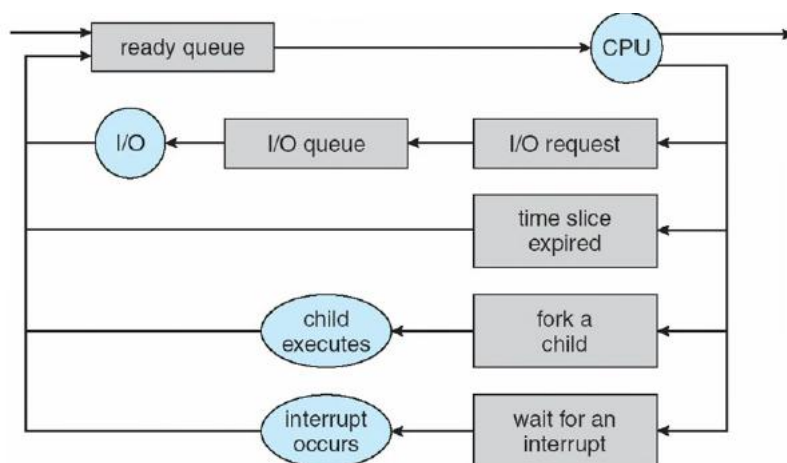 ready queue
CPU
I/O
I/O queue
I/O request
time slice
expired
child
executes
fork a
child
interrupt
occurs
wait for an
interrupt